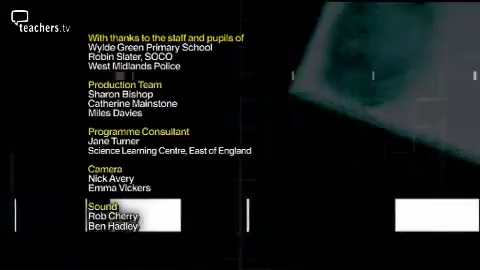 teachers.tv
With thanks to the staff and pupils of
Wylde Green Primary School
Robin Slater, SOCO
West Midlands Police
Production Team
Sharon Bishop
Catherine Mainstone
Miles Davies
Programme Consultant
Jane Turner
Science Learning Centre, East of England
Camera
Nick Avery
Emma Vickers
Sound
Rob Cherry
Ben Hadley